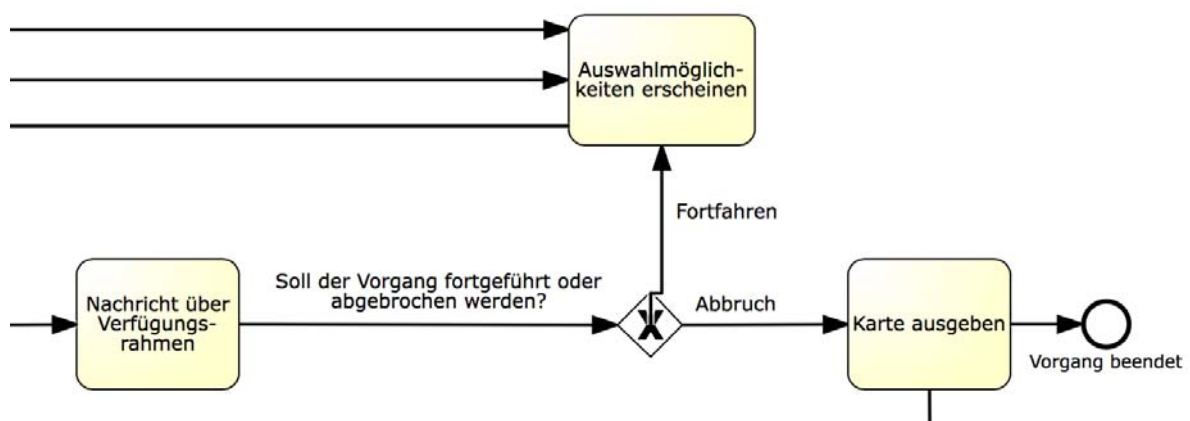 Auswahlmöglich-
keiten erscheinen
Fortfahren
Soll der Vorgang fortgeführt oder
abgebrochen werden?
Nachricht über
Verfügungs-
rahmen
X
Abbruch
Karte ausgeben
Vorgang beendet